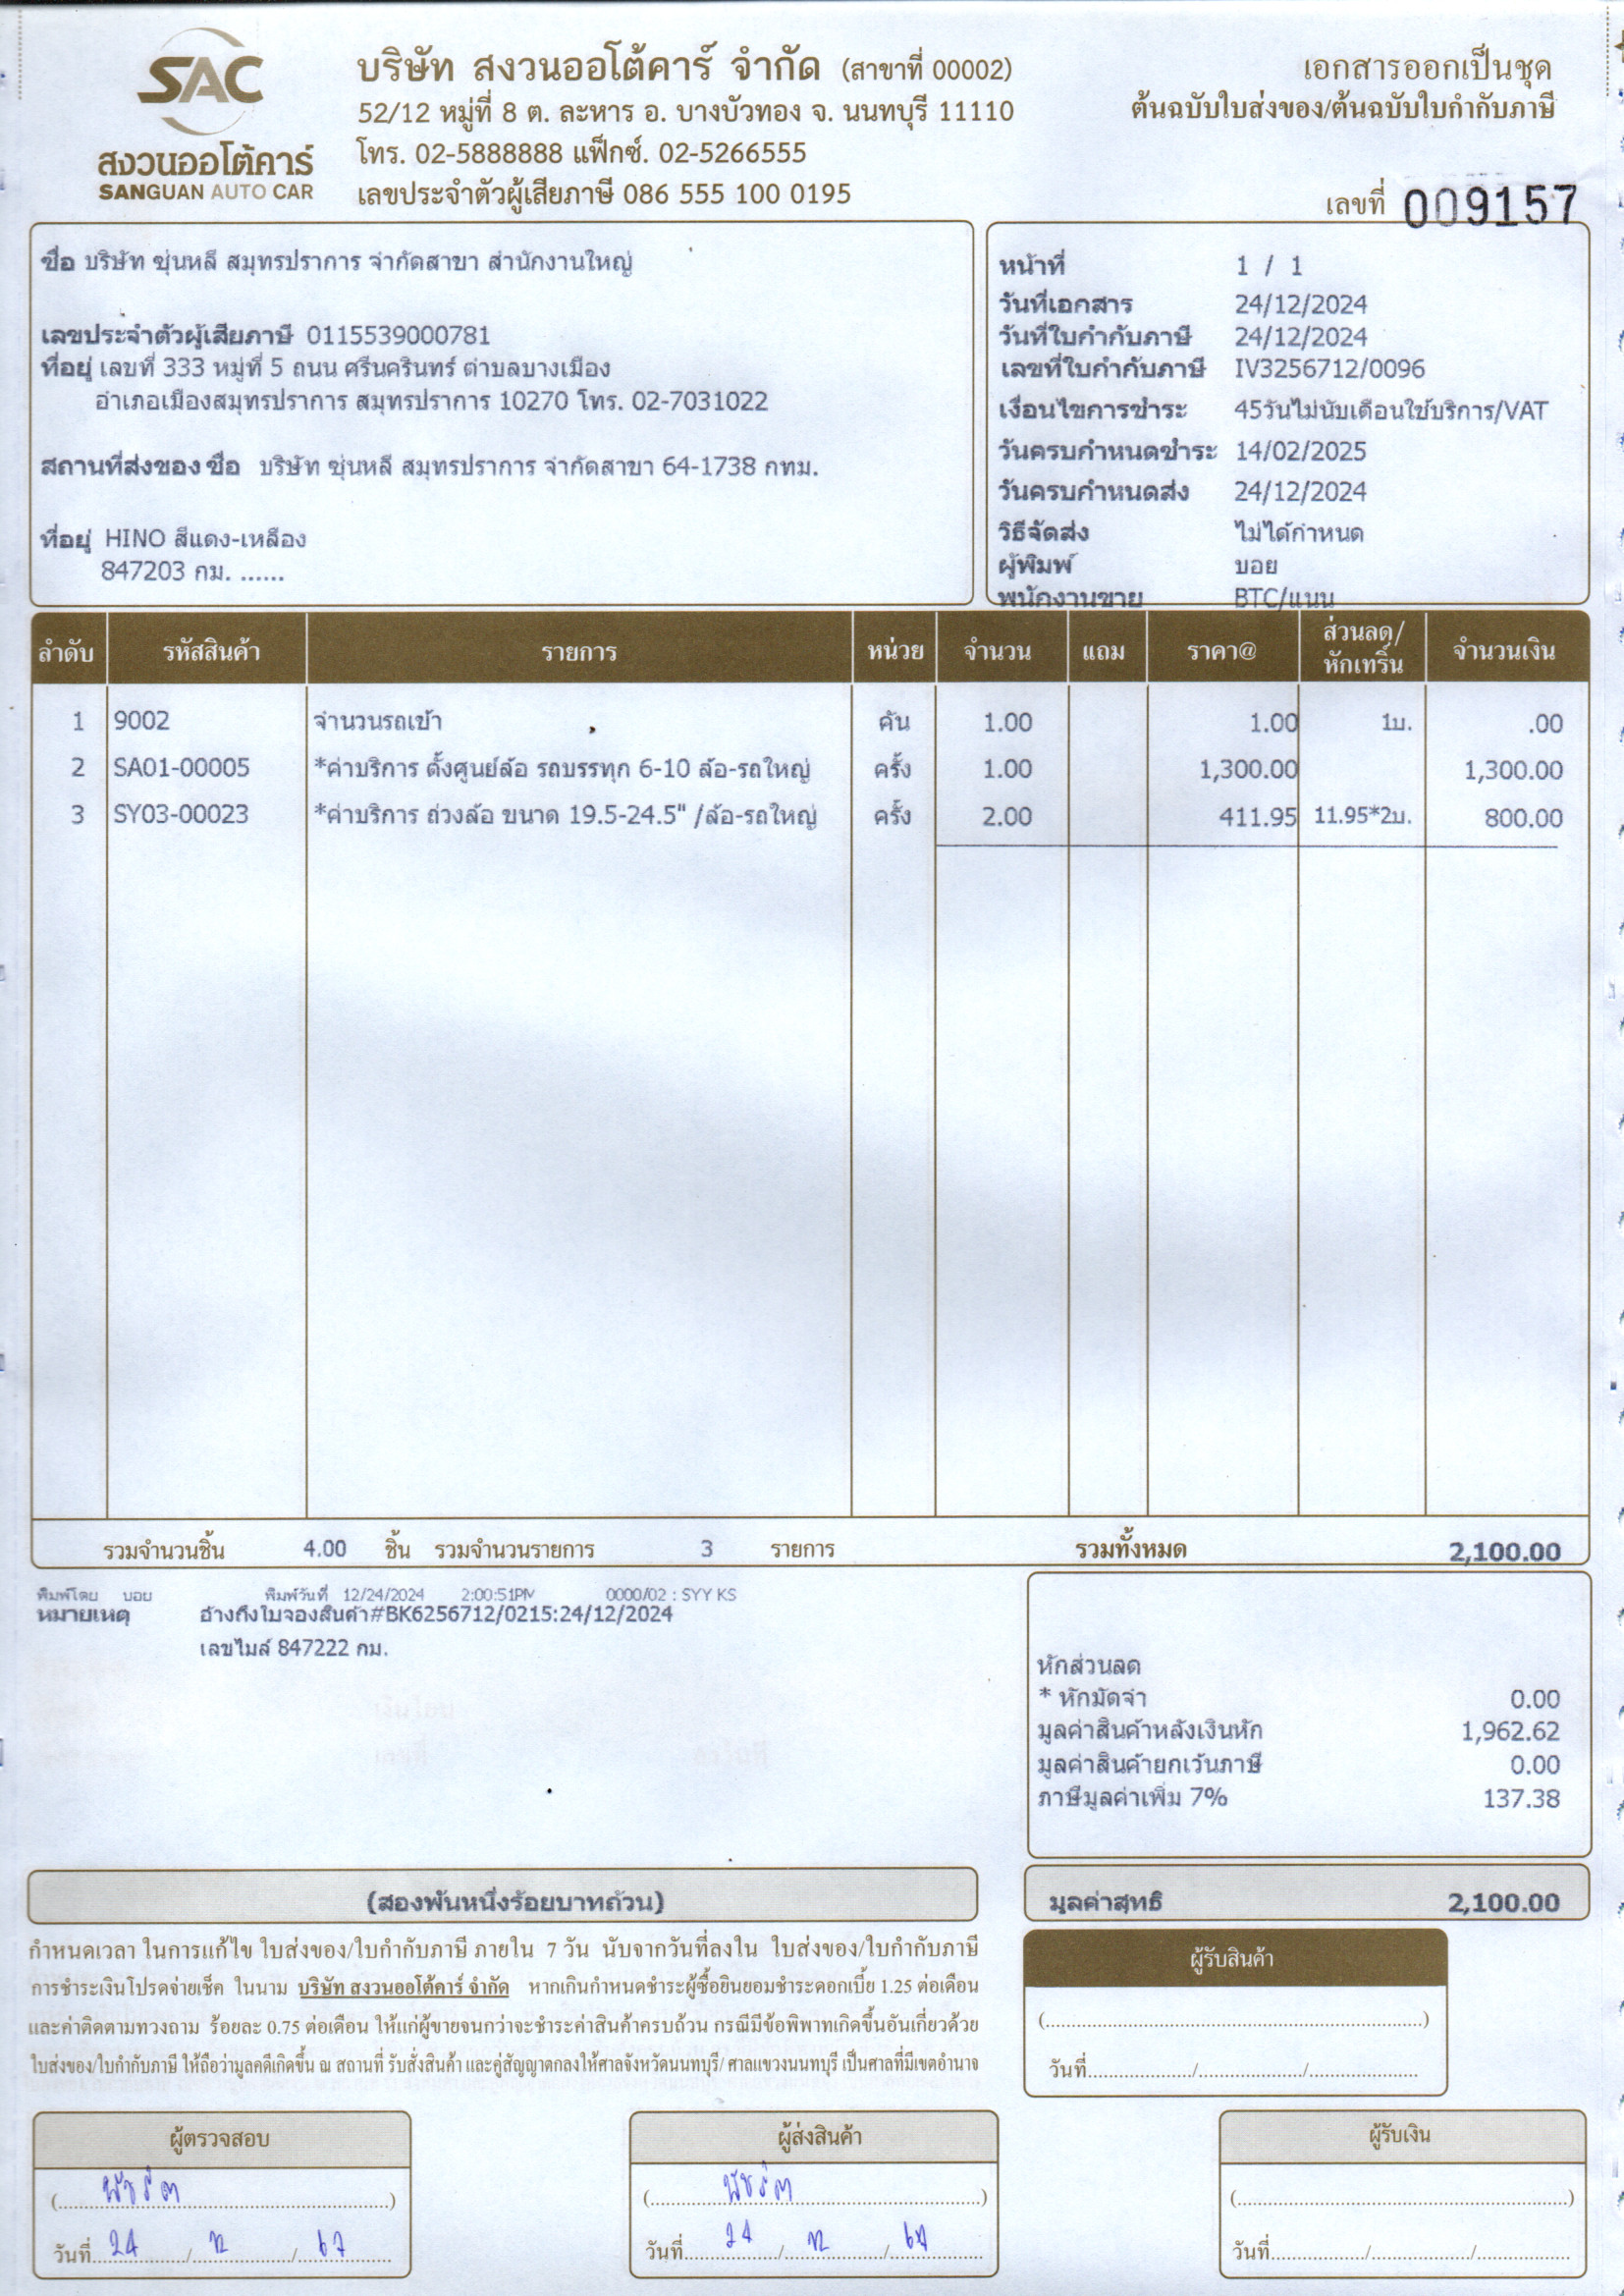 SAC
สงวนออโต้คาร์
SANGUAN AUTO CAR
บริษัท สงวนออโต้คาร์ จำกัด (สาขาที่ 00002)
52/12 หมู่ที่ 8 ต. ละหาร อ. บางบัวทอง จ. นนทบุรี 11110
โทร. 02-5888888 แฟ็กซ์. 02-5266555
เลขประจำตัวผู้เสียภาษี 086 555 100 0195
เอกสารออกเป็นชุด
ต้นฉบับใบส่งของ/ต้นฉบับใบกำกับภาษี
เลขที่ 009157
ชื่อ บริษัท ซุ่นหลี สมุทรปราการ จำกัดสาขา สำนักงานใหญ่
เลขประจำตัวผู้เสียภาษี 0115539000781
ที่อยู่ เลขที่ 333 หมู่ที่ 5 ถนน ศรีนครินทร์ ตำบลบางเมือง
อำเภอเมืองสมุทรปราการ สมุทรปราการ 10270 โทร. 02-7031022
สถานที่ส่งของ ชื่อ บริษัท ซุ่นหลี สมุทรปราการ จำกัดสาขา 64-1738 กทม.
ที่อยู่ HINO สีแดง-เหลือง
847203 กม. ......
หน้าที่ 1 / 1
วันที่เอกสาร 24/12/2024
วันที่ใบกำกับภาษี 24/12/2024
เลขที่ใบกำกับภาษี IV3256712/0096
เงื่อนไขการชำระ 45วันไม่นับเดือนใช้บริการ/VAT
วันครบกำหนดชำระ 14/02/2025
วันครบกำหนดส่ง 24/12/2024
วิธีจัดส่ง ไม่ได้กำหนด
ผู้พิมพ์ บอย
พนักงานขาย BTC/แนน
ลำดับ รหัสสินค้า รายการ หน่วย จำนวน แถม ราคา@ ส่วนลด/หักเทริ์น จำนวนเงิน
1 9002 จำนวนรถเข้า คัน 1.00 1.00 1บ. .00
2 SA01-00005 *ค่าบริการ ตั้งศูนย์ล้อ รถบรรทุก 6-10 ล้อ-รถใหญ่ ครั้ง 1.00 1,300.00 1,300.00
3 SY03-00023 *ค่าบริการ ถ่วงล้อ ขนาด 19.5-24.5" /ล้อ-รถใหญ่ ครั้ง 2.00 411.95 11.95*2บ. 800.00
รวมจำนวนชิ้น 4.00 ชิ้น รวมจำนวนรายการ 3 รายการ รวมทั้งหมด 2,100.00
พิมพ์โดย บอย พิมพ์วันที่ 12/24/2024 2:00:51PM 0000/02 : SYY KS
หมายเหตุ อ้างถึงใบจองสินค้า#BK6256712/0215:24/12/2024
เลขไมล์ 847222 กม.
หักส่วนลด
* หักมัดจำ 0.00
มูลค่าสินค้าหลังเงินหัก 1,962.62
มูลค่าสินค้ายกเว้นภาษี 0.00
ภาษีมูลค่าเพิ่ม 7% 137.38
(สองพันหนึ่งร้อยบาทถ้วน)
มูลค่าสุทธิ 2,100.00
กำหนดเวลา ในการแก้ไข ใบส่งของ/ใบกำกับภาษี ภายใน 7 วัน นับจากวันที่ลงใน ใบส่งของ/ใบกำกับภาษี
การชำระเงินโปรดจ่ายเช็ค ในนาม บริษัท สงวนออโต้คาร์ จำกัด หากเกินกำหนดชำระผู้ซื้อยินยอมชำระดอกเบี้ย 1.25 ต่อเดือน
และค่าติดตามทวงถาม ร้อยละ 0.75 ต่อเดือน ให้แก่ผู้ขายจนกว่าจะชำระค่าสินค้าครบถ้วน กรณีมีข้อพิพาทเกิดขึ้นอันเกี่ยวด้วย
ใบส่งของ/ใบกำกับภาษี ให้ถือว่ามูลคดีเกิดขึ้น ณ สถานที่ รับสั่งสินค้า และคู่สัญญาตกลงให้ศาลจังหวัดนนทบุรี/ ศาลแขวงนนทบุรี เป็นศาลที่มีเขตอำนาจ
ผู้รับสินค้า
(..........)
วันที่........../........../..........
ผู้ตรวจสอบ
วันที่ 24 / 12 / 67
ผู้ส่งสินค้า
วันที่ 24 / 12 / 67
ผู้รับเงิน
(..........)
วันที่........../........../..........